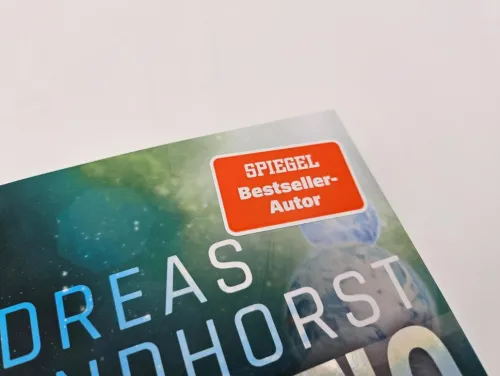 SPIEGEL
Bestseller-
Autor
DREAS
NDHORST